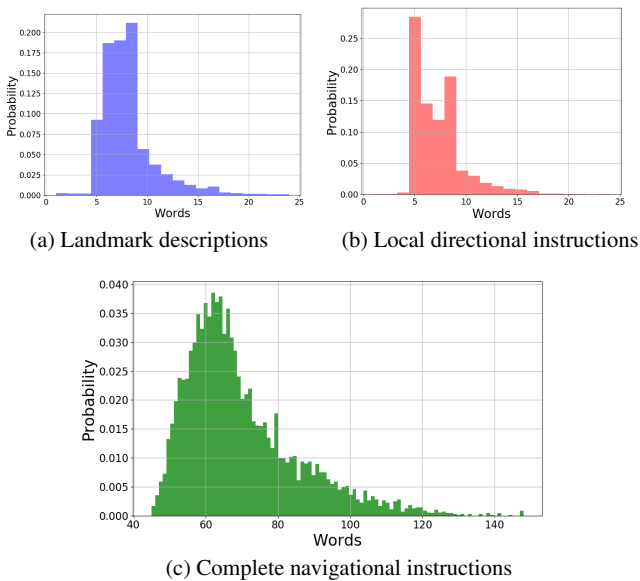 0.200
0.175
0.150
0.125
0.100
0.075
0.050
0.025
0.000
Probability
0 5 10 15 20 25
Words
(a) Landmark descriptions
0.25
0.20
0.15
0.10
0.05
0.00
Probability
0 5 10 15 20 25
Words
(b) Local directional instructions
0.040
0.035
0.030
0.025
0.020
0.015
0.010
0.005
0.000
Probability
40 60 80 100 120 140
Words
(c) Complete navigational instructions